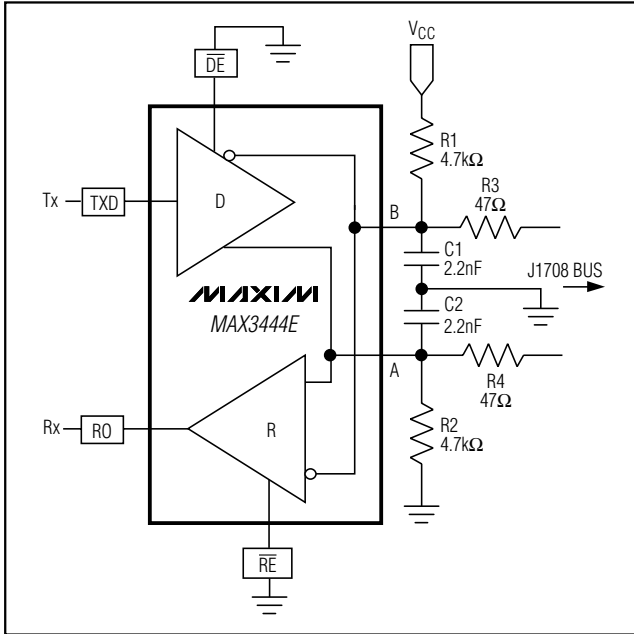 VCC
DE
R1
4.7kΩ
R3
47Ω
Tx
TXD
D
B
C1
2.2nF
J1708 BUS
MAXIM
MAX3444E
C2
2.2nF
A
R4
47Ω
Rx
RO
R
R2
4.7kΩ
RE